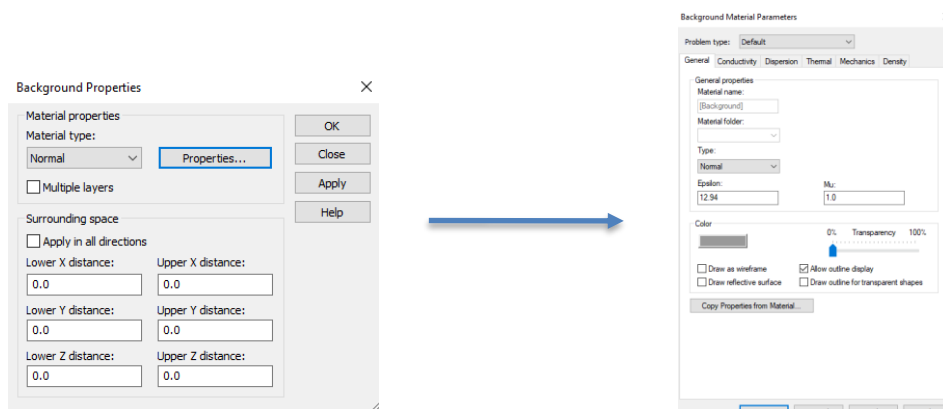 Background Properties
Material properties
Material type:
Normal
Properties...
Multiple layers
Surrounding space
Apply in all directions
Lower X distance:
Upper X distance:
0.0
0.0
Lower Y distance:
Upper Y distance:
0.0
0.0
Lower Z distance:
Upper Z distance:
0.0
0.0
OK
Close
Apply
Help
Background Material Parameters
Problem type: Default
General Conductivity Dispersion Thermal Mechanics Density
General properties
Material name:
[Background]
Material folder:
Type:
Normal
Epsilon:
Mu:
12.94
1.0
Color
0% Transparency 100%
Draw as wireframe
Allow outline display
Draw reflective surface
Draw outline for transparent shapes
Copy Properties from Material...